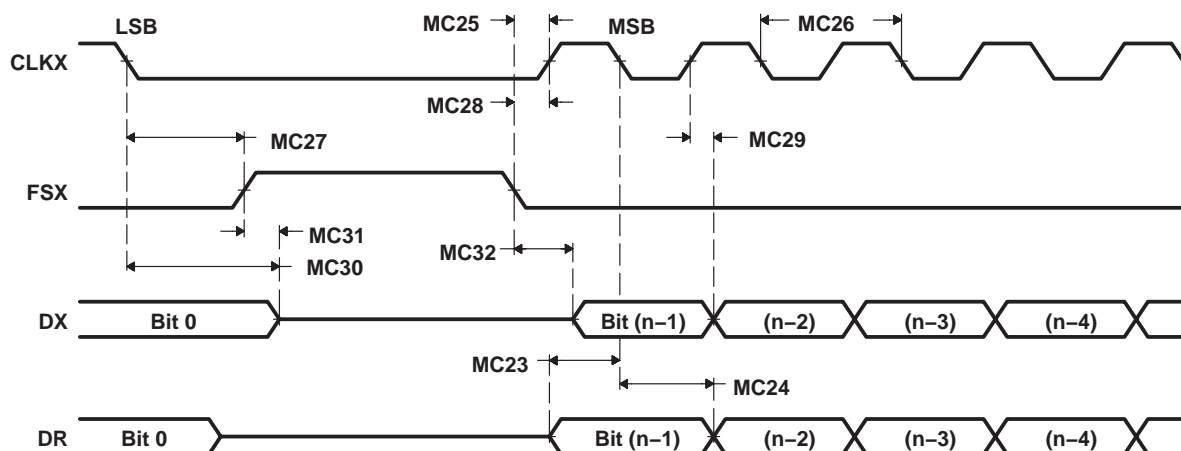 LSB
MC25
MSB
MC26
CLKX
MC28
MC27
MC29
FSX
MC31
MC32
MC30
DX
Bit 0
Bit (n−1)
(n−2)
(n−3)
(n−4)
MC23
MC24
DR
Bit 0
Bit (n−1)
(n−2)
(n−3)
(n−4)